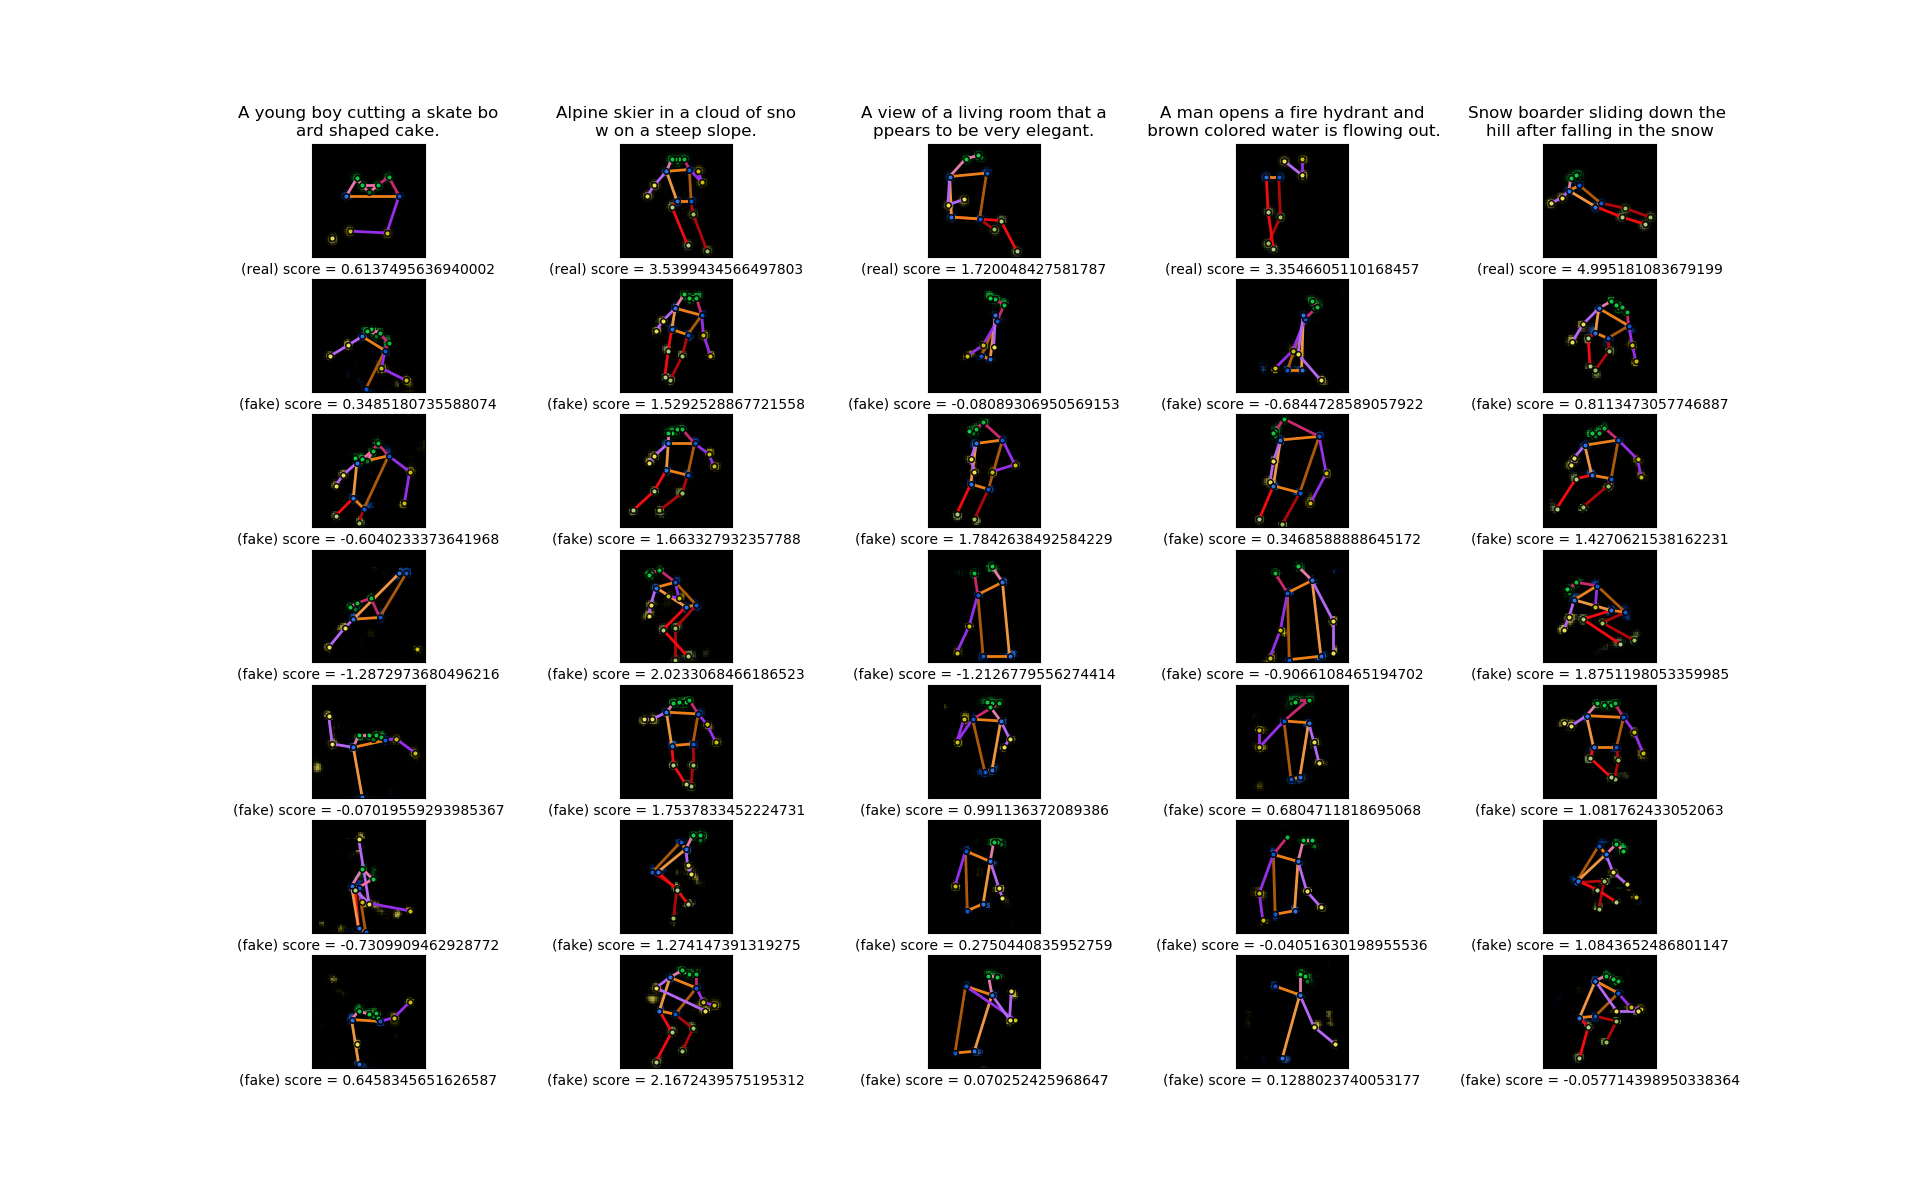 A young boy cutting a skate bo
ard shaped cake.
Alpine skier in a cloud of sno
w on a steep slope.
A view of a living room that a
ppears to be very elegant.
A man opens a fire hydrant and
brown colored water is flowing out.
Snow boarder sliding down the
hill after falling in the snow
(real) score = 0.6137495636940002
(real) score = 3.5399434566497803
(real) score = 1.720048427581787
(real) score = 3.3546605110168457
(real) score = 4.995181083679199
(fake) score = 0.3485180735588074
(fake) score = 1.5292528867721558
(fake) score = -0.08089306950569153
(fake) score = -0.6844728589057922
(fake) score = 0.8113473057746887
(fake) score = -0.6040233373641968
(fake) score = 1.663327932357788
(fake) score = 1.7842638492584229
(fake) score = 0.3468588888645172
(fake) score = 1.4270621538162231
(fake) score = -1.2872973680496216
(fake) score = 2.0233068466186523
(fake) score = -1.2126779556274414
(fake) score = -0.9066108465194702
(fake) score = 1.8751198053359985
(fake) score = -0.07019559293985367
(fake) score = 1.7537833452224731
(fake) score = 0.991136372089386
(fake) score = 0.6804711818695068
(fake) score = 1.081762433052063
(fake) score = -0.7309909462928772
(fake) score = 1.274147391319275
(fake) score = 0.2750440835952759
(fake) score = -0.04051630198955536
(fake) score = 1.0843652486801147
(fake) score = 0.6458345651626587
(fake) score = 2.1672439575195312
(fake) score = 0.070252425968647
(fake) score = 0.1288023740053177
(fake) score = -0.057714398950338364